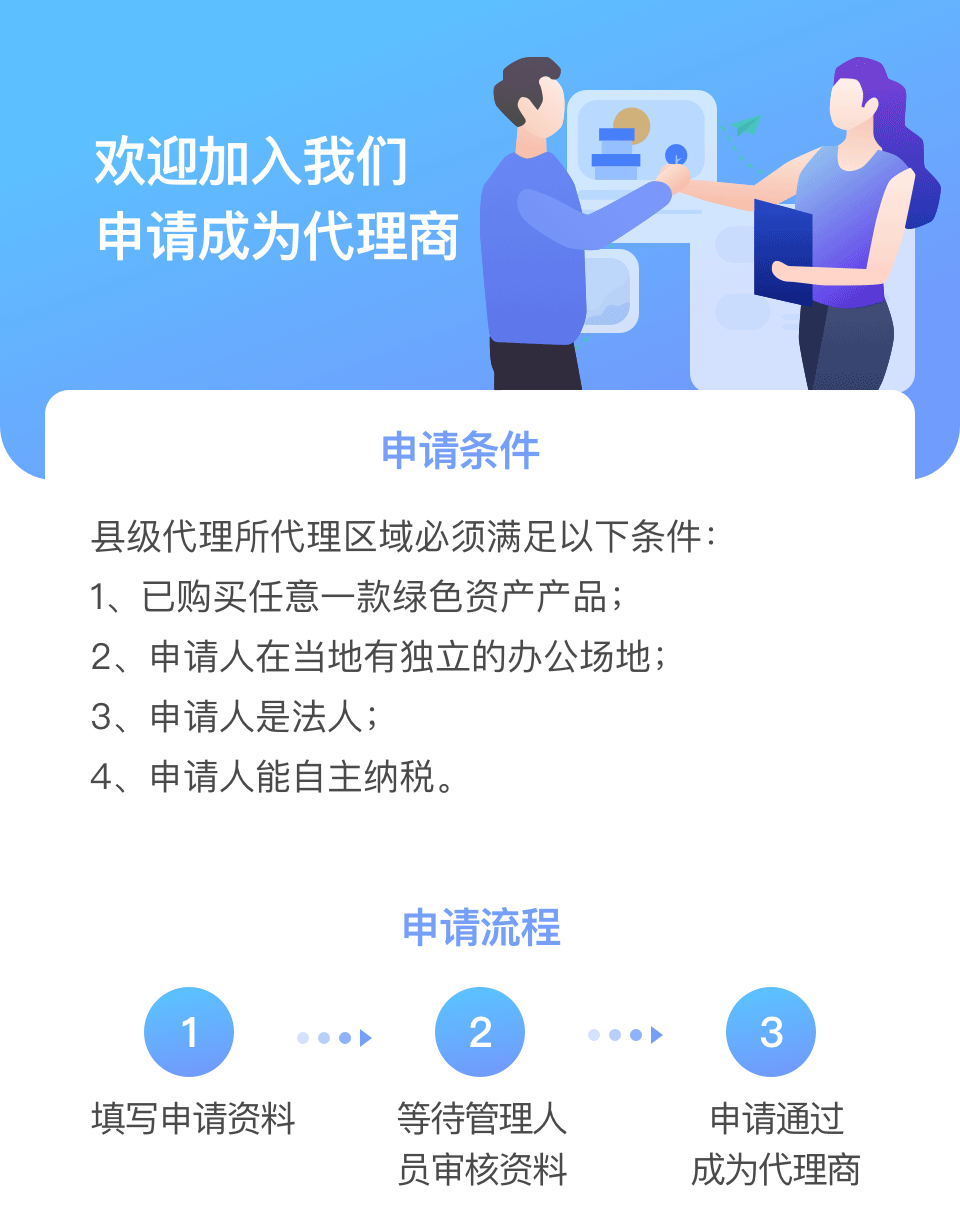 欢迎加入我们
申请成为代理商
申请条件
县级代理所代理区域必须满足以下条件：
1、已购买任意一款绿色资产产品；
2、申请人在当地有独立的办公场地；
3、申请人是法人；
4、申请人能自主纳税。
申请流程
1
2
3
填写申请资料
等待管理人
员审核资料
申请通过
成为代理商